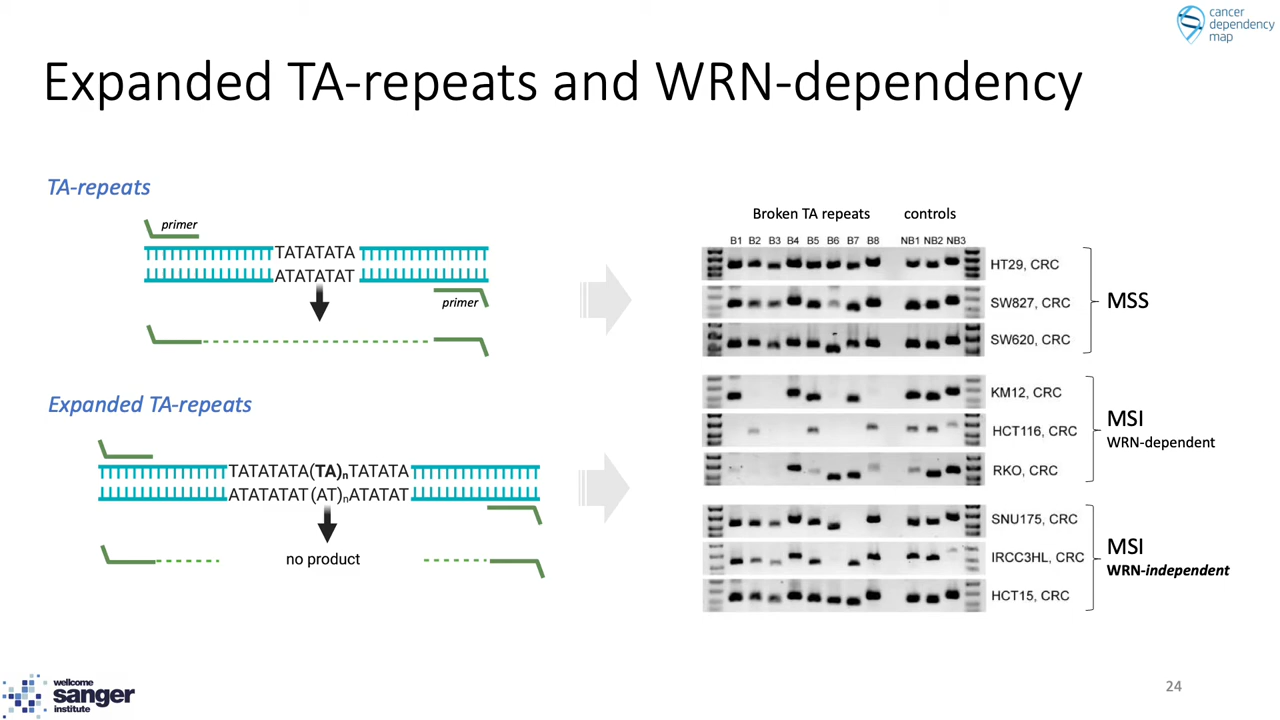 cancer
dependency
map
Expanded TA-repeats and WRN-dependency
TA-repeats
primer
TATATATA
ATATATAT
primer
Expanded TA-repeats
TATATATA(TA)nTATATA
ATATATAT(AT)nATATAT
no product
Broken TA repeats controls
B1 B2 B3 B4 B5 B6 B7 B8 NB1 NB2 NB3
HT29, CRC
SW827, CRC
SW620, CRC
MSS
KM12, CRC
HCT116, CRC
RKO, CRC
MSI
WRN-dependent
SNU175, CRC
IRCC3HL, CRC
HCT15, CRC
MSI
WRN-independent
wellcome
sanger
institute
24